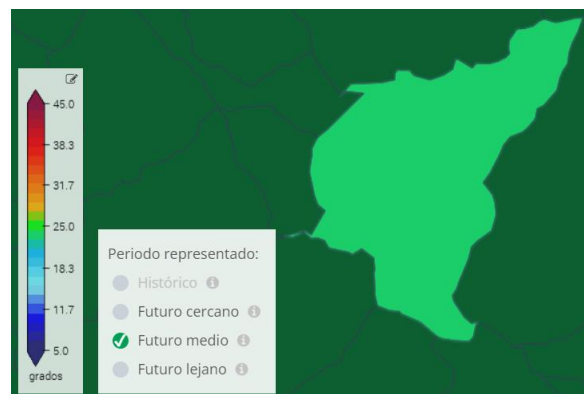 45.0
38.3
31.7
25.0
18.3
11.7
5.0
grados
Periodo representado:
Histórico
Futuro cercano
Futuro medio
Futuro lejano